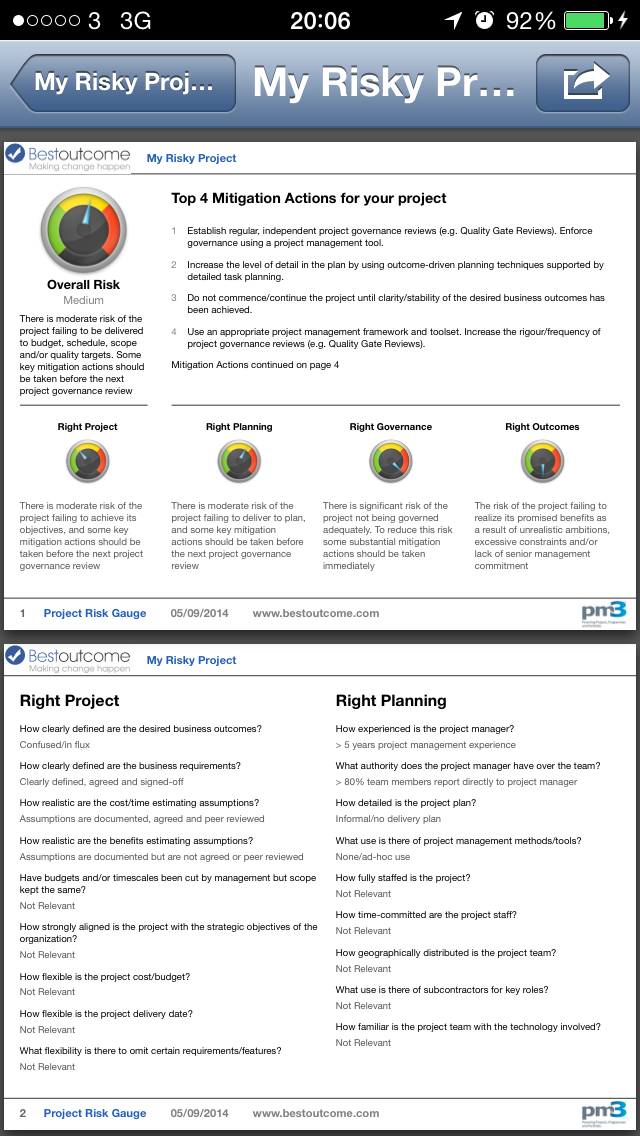 3 3G 20:06 92%
My Risky Proj... My Risky Pr...
Bestoutcome
Making change happen
My Risky Project
Overall Risk
Medium
There is moderate risk of the
project failing to be delivered
to budget, schedule, scope
and/or quality targets. Some
key mitigation actions should
be taken before the next
project governance review
Top 4 Mitigation Actions for your project
1 Establish regular, independent project governance reviews (e.g. Quality Gate Reviews). Enforce
governance using a project management tool.
2 Increase the level of detail in the plan by using outcome-driven planning techniques supported by
detailed task planning.
3 Do not commence/continue the project until clarity/stability of the desired business outcomes has
been achieved.
4 Use an appropriate project management framework and toolset. Increase the rigour/frequency of
project governance reviews (e.g. Quality Gate Reviews).
Mitigation Actions continued on page 4
Right Project
There is moderate risk of the
project failing to achieve its
objectives, and some key
mitigation actions should be
taken before the next project
governance review
Right Planning
There is moderate risk of the
project failing to deliver to plan,
and some key mitigation
actions should be taken before
the next project governance
review
Right Governance
There is significant risk of the
project not being governed
adequately. To reduce this risk
some substantial mitigation
actions should be taken
immediately
Right Outcomes
The risk of the project failing to
realize its promised benefits as
a result of unrealistic ambitions,
excessive constraints and/or
lack of senior management
commitment
1 Project Risk Gauge 05/09/2014 www.bestoutcome.com
pm3
Bestoutcome
Making change happen
My Risky Project
Right Project
How clearly defined are the desired business outcomes?
Confused/in flux
How clearly defined are the business requirements?
Clearly defined, agreed and signed-off
How realistic are the cost/time estimating assumptions?
Assumptions are documented, agreed and peer reviewed
How realistic are the benefits estimating assumptions?
Assumptions are documented but are not agreed or peer reviewed
Have budgets and/or timescales been cut by management but scope
kept the same?
Not Relevant
How strongly aligned is the project with the strategic objectives of the
organization?
Not Relevant
How flexible is the project cost/budget?
Not Relevant
How flexible is the project delivery date?
Not Relevant
What flexibility is there to omit certain requirements/features?
Not Relevant
Right Planning
How experienced is the project manager?
> 5 years project management experience
What authority does the project manager have over the team?
> 80% team members report directly to project manager
How detailed is the project plan?
Informal/no delivery plan
What use is there of project management methods/tools?
None/ad-hoc use
How fully staffed is the project?
Not Relevant
How time-committed are the project staff?
Not Relevant
How geographically distributed is the project team?
Not Relevant
What use is there of subcontractors for key roles?
Not Relevant
How familiar is the project team with the technology involved?
Not Relevant
2 Project Risk Gauge 05/09/2014 www.bestoutcome.com
pm3